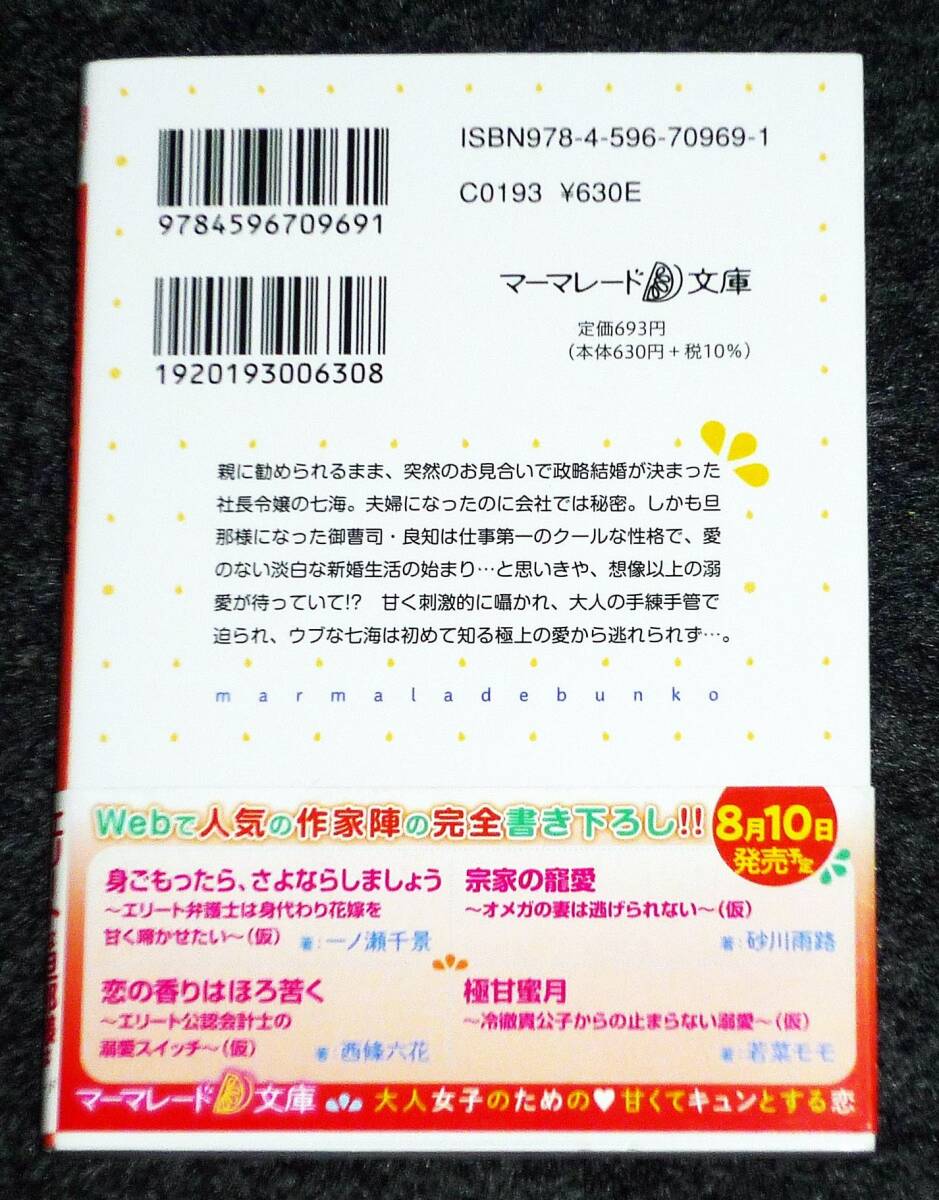 ISBN978-4-596-70969-1
C0193 ¥630E
9784596709691
1920193006308
マーマレード文庫
定価693円
(本体630円+税10%)
親に勧められるまま、突然のお見合いで政略結婚が決まった
社長令嬢の七海。夫婦になったのに会社では秘密。しかも旦
那様になった御曹司・良知は仕事第一のクールな性格で、愛
のない淡白な新婚生活の始まり…と思いきや、想像以上の溺
愛が待っていて!? 甘く刺激的に囁かれ、大人の手練手管で
迫られ、ウブな七海は初めて知る極上の愛から逃れられず…。
marmaladebunko
Webで人気の作家陣の完全書き下ろし!!
8月10日
発売予定
身ごもったら、さよならしましょう
～エリート弁護士は身代わり花嫁を
甘く啼かせたい～(仮) 著:一ノ瀬千景
宗家の寵愛
～オメガの妻は逃げられない～(仮)
著:砂川雨路
恋の香りはほろ苦く
～エリート公認会計士の
溺愛スイッチ～(仮) 著:西條六花
極甘蜜月
～冷徹貴公子からの止まらない溺愛～(仮)
著:若菜モモ
マーマレード文庫 大人女子のための♥甘くてキュンとする恋